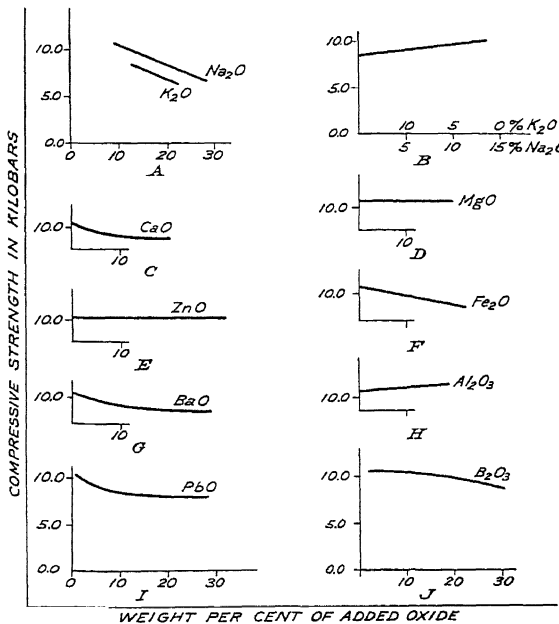 COMPRESSIVE STRENGTH IN KILOBARS
10.0
5.0
0.0
Na2O
K2O
0 10 20 30
A
10.0
5.0
0.0
10 5 0 % K2O
5 10 15 % Na2O
B
10.0
CaO
10
C
10.0
MgO
10
D
10.0
ZnO
10
E
10.0
Fe2O
F
10.0
BaO
10
G
10.0
Al2O3
H
10.0
5.0
0.0
PbO
0 10 20 30
I
10.0
5.0
0.0
B2O3
10 20 30
J
WEIGHT PER CENT OF ADDED OXIDE